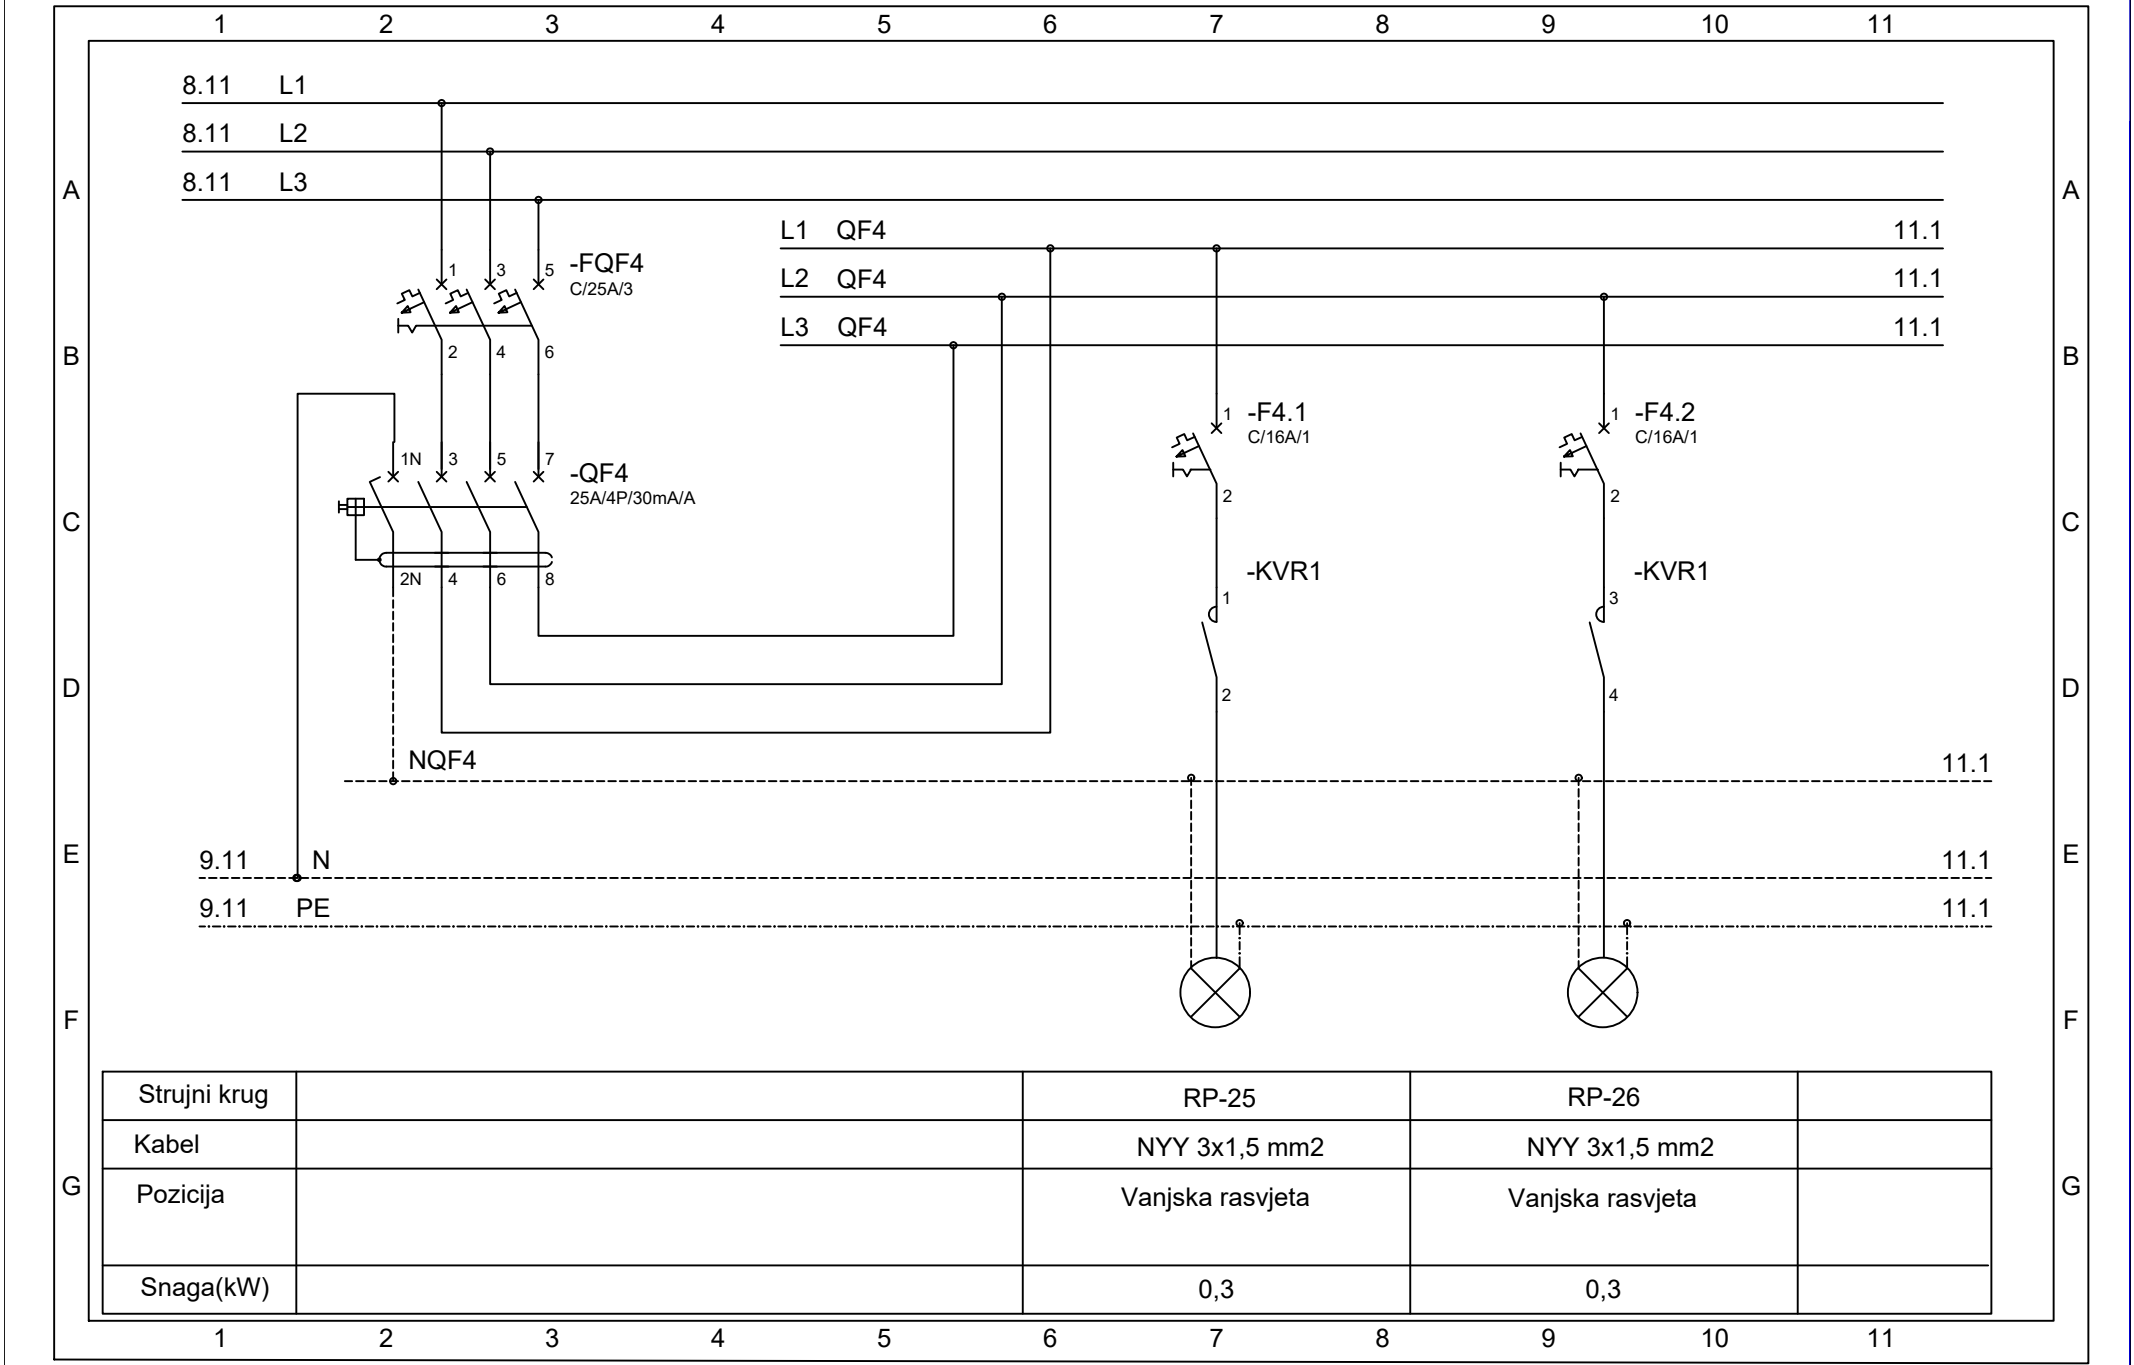 1 2 3 4 5 6 7 8 9 10 11
8.11 L1
8.11 L2
A 8.11 L3 A
L1 QF4 11.1
L2 QF4 11.1
L3 QF4 11.1
1 3 5 -FQF4
C/25A/3
B 2 4 6 B
1 -F4.1 1 -F4.2
C/16A/1 C/16A/1
1N 3 5 7 -QF4
25A/4P/30mA/A
2 2
C C
2N 4 6 8 -KVR1 -KVR1
1 3
D 2 4 D
NQF4 11.1
E 9.11 N 11.1 E
9.11 PE 11.1
F F
Strujni krug RP-25 RP-26
Kabel NYY 3x1,5 mm2 NYY 3x1,5 mm2
G Pozicija Vanjska rasvjeta Vanjska rasvjeta G
Snaga(kW) 0,3 0,3
1 2 3 4 5 6 7 8 9 10 11